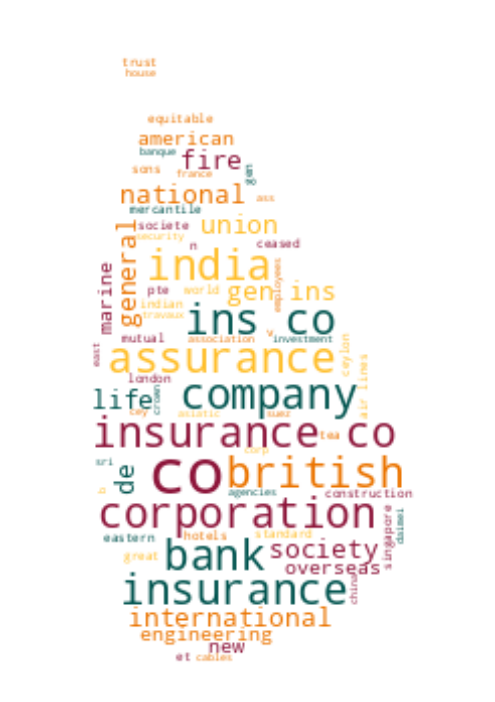 trust
house
equitable
american
banque
fire
sons
france
gen
national
ass
mercantile
general
societe
union
security
n
ceased
india
marine
employees
pte
world
gen ins
indian
travaux
ins co
v
mutual
association
investment
east
assurance
ceylon
air lines
london
life
crown
company
cey
asiatic
suez
insurance co
tea
corp
sri
de
co
british
o
agencies
construction
corporation
singapore
daimei
eastern
hotels
standard
bank
society
great
overseas
china
insurance
international
engineering
new
et
cables